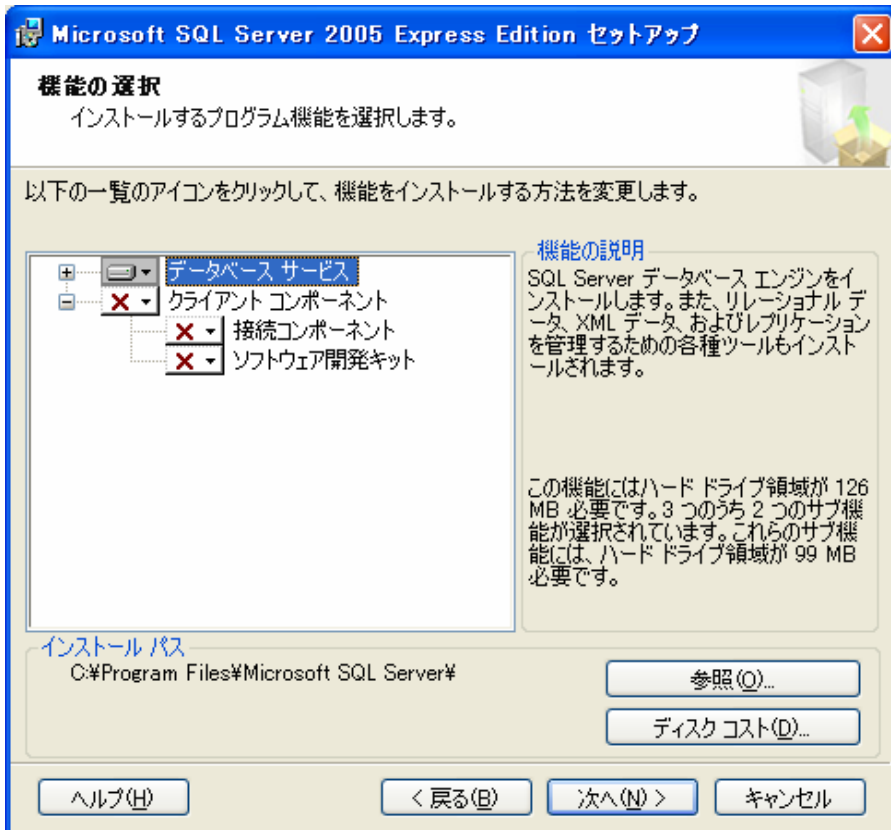 Microsoft SQL Server 2005 Express Edition セットアップ
機能の選択
インストールするプログラム機能を選択します。
以下の一覧のアイコンをクリックして、機能をインストールする方法を変更します。
データベース サービス
クライアント コンポーネント
接続コンポーネント
ソフトウェア開発キット
機能の説明
SQL Server データベース エンジンをイ
ンストールします。また、リレーショナル デ
ータ、XML データ、およびレプリケーション
を管理するための各種ツールもインスト
ールされます。
この機能にはハード ドライブ領域が 126
MB 必要です。3 つのうち 2 つのサブ機
能が選択されています。これらのサブ機
能には、ハード ドライブ領域が 99 MB
必要です。
インストール パス
C:¥Program Files¥Microsoft SQL Server¥
参照(O)...
ディスク コスト(D)...
ヘルプ(H)
< 戻る(B)
次へ(N) >
キャンセル